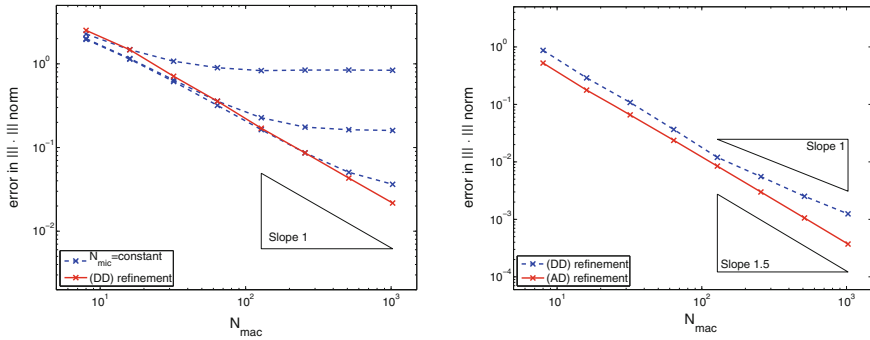 error in ||| · ||| norm
10^0
10^-1
10^-2
Slope 1
N_mic=constant
(DD) refinement
10^1
10^2
10^3
N_mac
error in ||| · ||| norm
10^0
10^-1
10^-2
10^-3
10^-4
Slope 1
Slope 1.5
(DD) refinement
(AD) refinement
10^1
10^2
10^3
N_mac